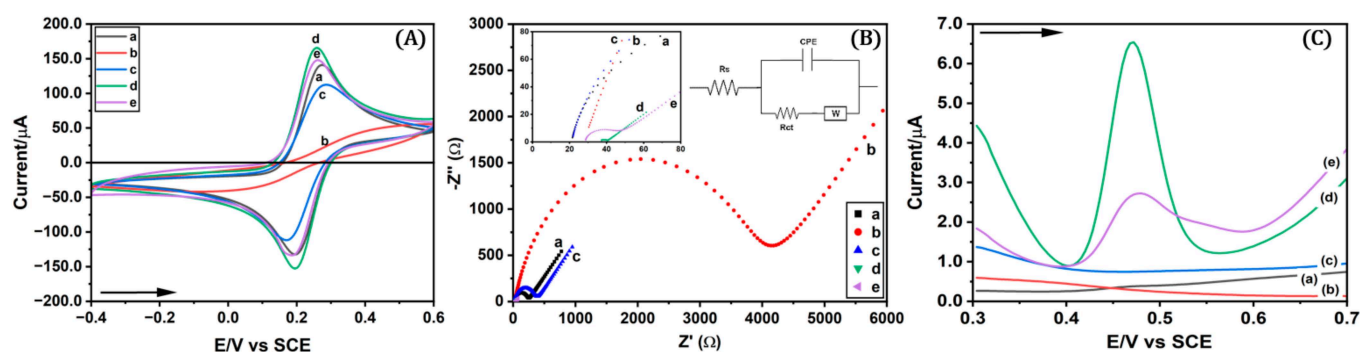 (A)
200.0
150.0
100.0
50.0
0.0
−50.0
−100.0
−150.0
−200.0
Current/µA
a
b
c
d
e
d
e
a
c
b
−0.4 −0.2 0.0 0.2 0.4 0.6
E/V vs SCE
(B)
3000
2500
2000
1500
1000
500
0
-Z'' (Ω)
80
60
40
20
0
0 20 40 60 80
c b a
d e
Rs
CPE
Rct
W
b
a
c
a
b
c
d
e
0 1000 2000 3000 4000 5000 6000
Z' (Ω)
(C)
7.0
6.0
5.0
4.0
3.0
2.0
1.0
0.0
Current/µA
(e)
(d)
(c)
(a)
(b)
0.3 0.4 0.5 0.6 0.7
E/V vs SCE